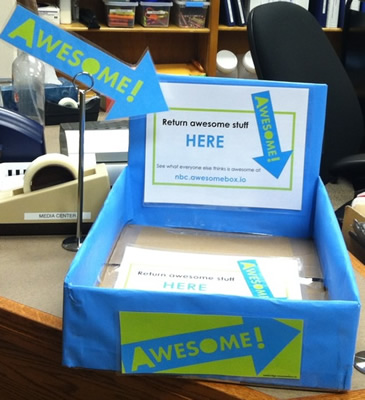 AWESOME!
Return awesome stuff
HERE
AWESOME!
See what everyone else thinks is awesome at:
nbc.awesomebox.io
MEDIA CENTER
Return awesome stuff
HERE
AWESOME!
AWESOME!